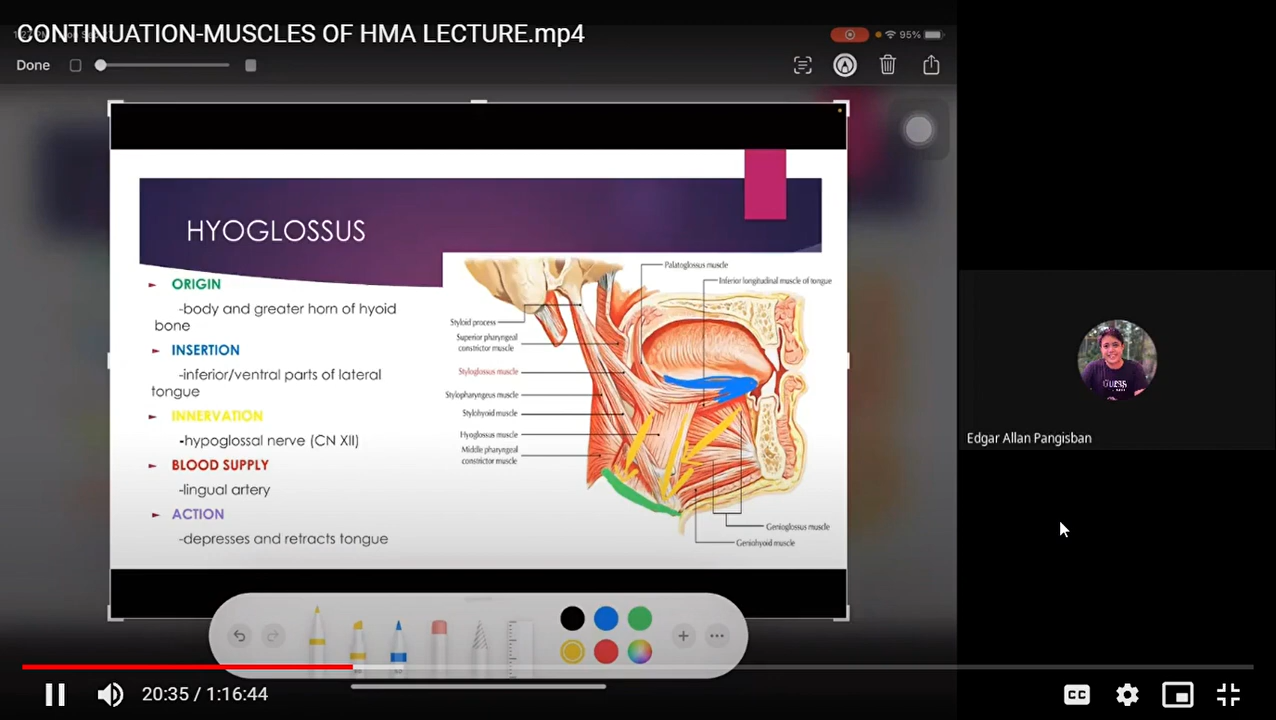 CONTINUATION-MUSCLES OF HMA LECTURE.mp4
95%
Done
HYOGLOSSUS
ORIGIN
-body and greater horn of hyoid
bone
INSERTION
-inferior/ventral parts of lateral
tongue
INNERVATION
-hypoglossal nerve (CN XII)
BLOOD SUPPLY
-lingual artery
ACTION
-depresses and retracts tongue
Palatoglossus muscle
Inferior longitudinal muscle of tongue
Styloid process
Superior pharyngeal
constrictor muscle
Styloglossus muscle
Stylopharyngeus muscle
Stylohyoid muscle
Hyoglossus muscle
Middle pharyngeal
constrictor muscle
Genioglossus muscle
Geniohyoid muscle
Edgar Allan Pangisban
20:35 / 1:16:44
CC